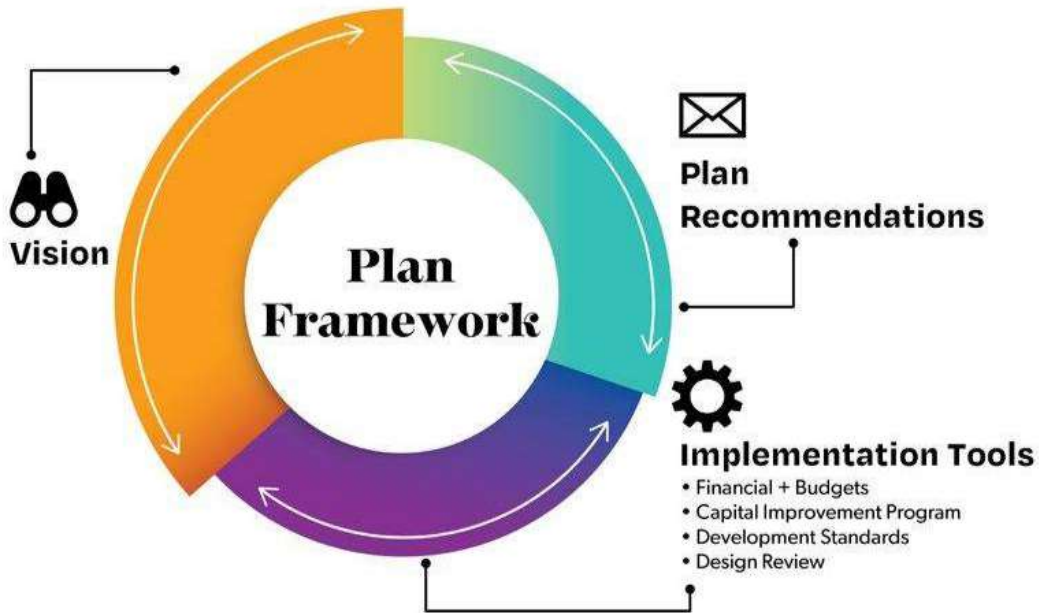 Vision
Plan
Framework
Plan
Recommendations
Implementation Tools
• Financial + Budgets
• Capital Improvement Program
• Development Standards
• Design Review